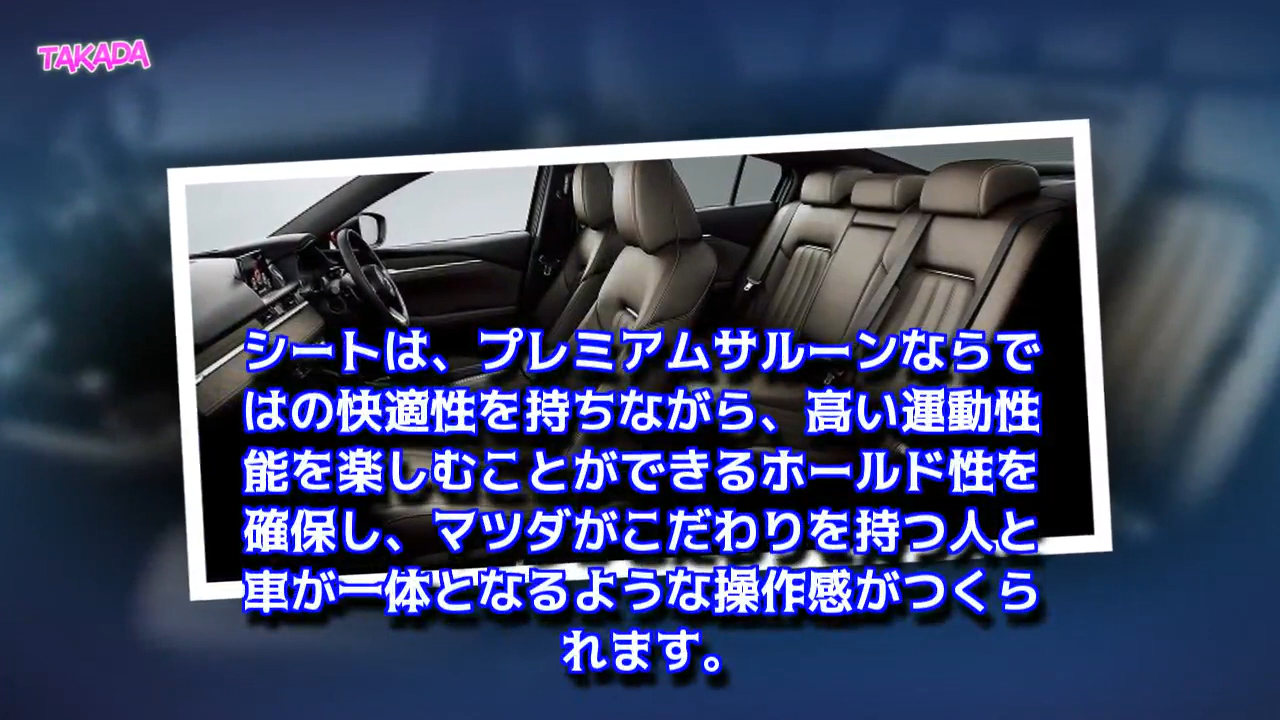 TAKADA
シートは、プレミアムサルーンならで
はの快適性を持ちながら、高い運動性
能を楽しむことができるホールド性を
確保し、マツダがこだわりを持つ人と
車が一体となるような操作感がつくら
れます。